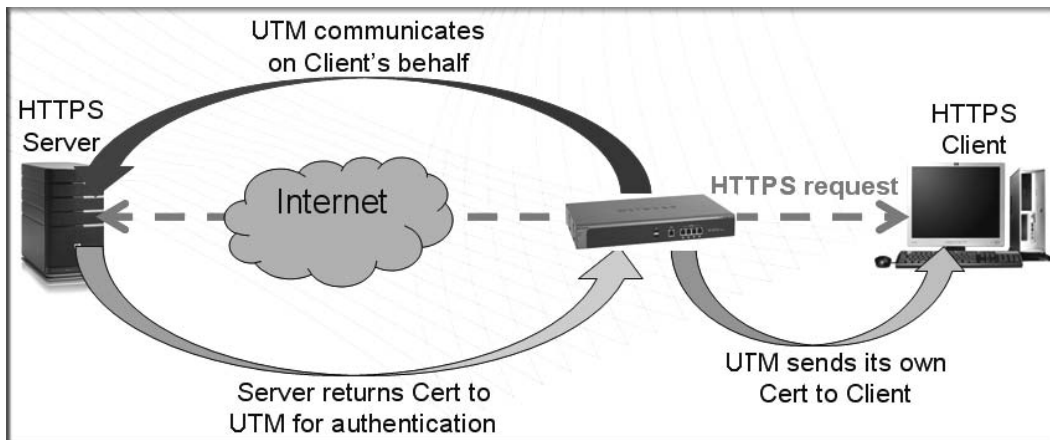 UTM communicates
on Client's behalf
HTTPS
Server
HTTPS
Client
Internet
HTTPS request
Server returns Cert to
UTM for authentication
UTM sends its own
Cert to Client